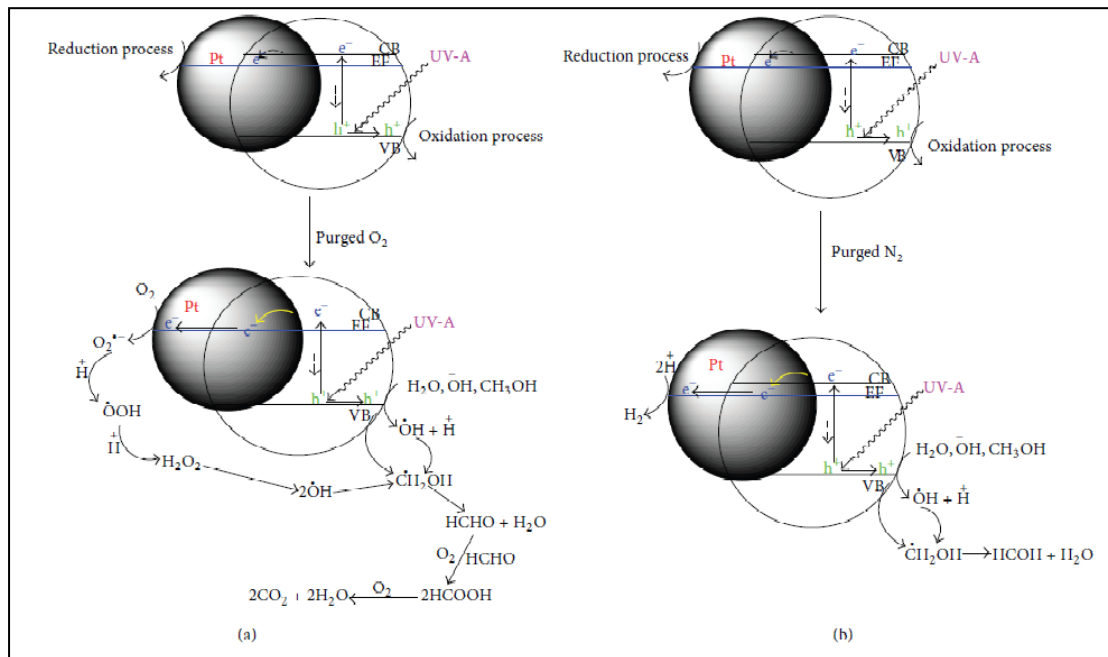 Reduction process
Pt
e⁻
e⁻
CB
EF
UV-A
h⁺
h⁺
VB
Oxidation process
Purged O₂
O₂
Pt
e⁻
e⁻
e⁻
CB
EF
UV-A
O₂•⁻
H⁺
h⁺
h⁺
VB
H₂O, ŌH, CH₃OH
•OOH
•OH + H⁺
H⁺
H₂O₂
2•OH
•CH₂OH
HCHO + H₂O
O₂
HCHO
2CO₂ + 2H₂O
O₂
2HCOOH
(a)
Reduction process
Pt
e⁻
e⁻
CB
EF
UV-A
h⁺
h⁺
VB
Oxidation process
Purged N₂
2H⁺
Pt
e⁻
e⁻
e⁻
CB
EF
UV-A
H₂
h⁺
h⁺
VB
H₂O, ŌH, CH₃OH
•OH + H⁺
•CH₂OH
HCOH + H₂O
(b)